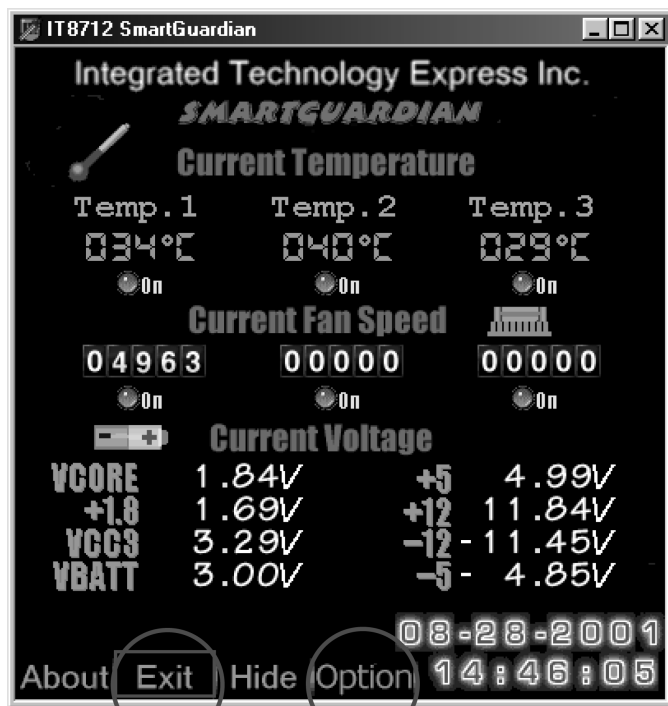 IT8712 SmartGuardian
Integrated Technology Express Inc.
SMARTGUARDIAN
Current Temperature
Temp.1 Temp.2 Temp.3
034°C 040°C 029°C
On On On
Current Fan Speed
04963 00000 00000
On On On
Current Voltage
VCORE 1.84V +5 4.99V
+1.8 1.69V +12 11.84V
VCC3 3.29V -12 -11.45V
VBATT 3.00V -5 - 4.85V
08-28-2001
About Exit Hide Option 14:46:05